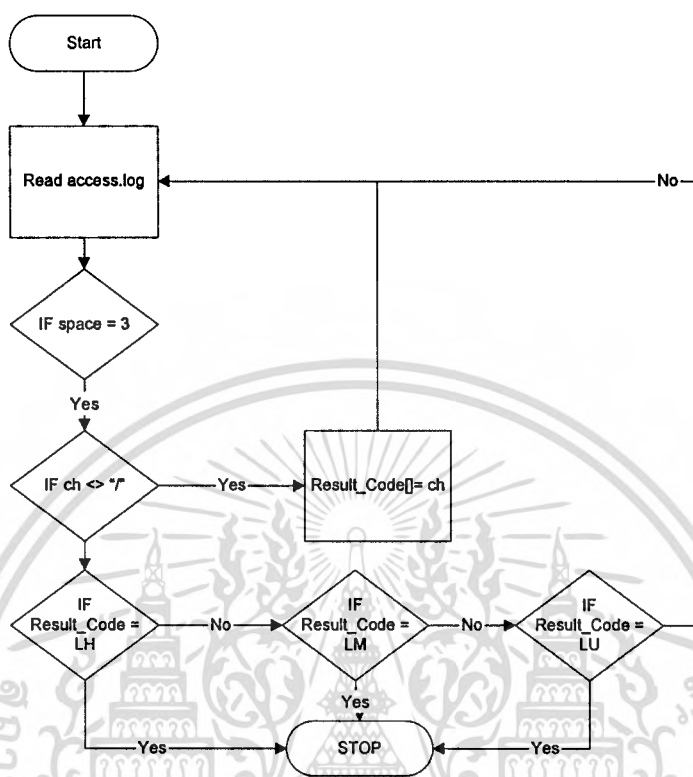 Start
Read access.log
No
IF space = 3
Yes
IF ch <> "/"
Yes
Result_Code[]= ch
IF
Result_Code =
LH
No
IF
Result_Code =
LM
No
IF
Result_Code =
LU
Yes
Yes
STOP
Yes